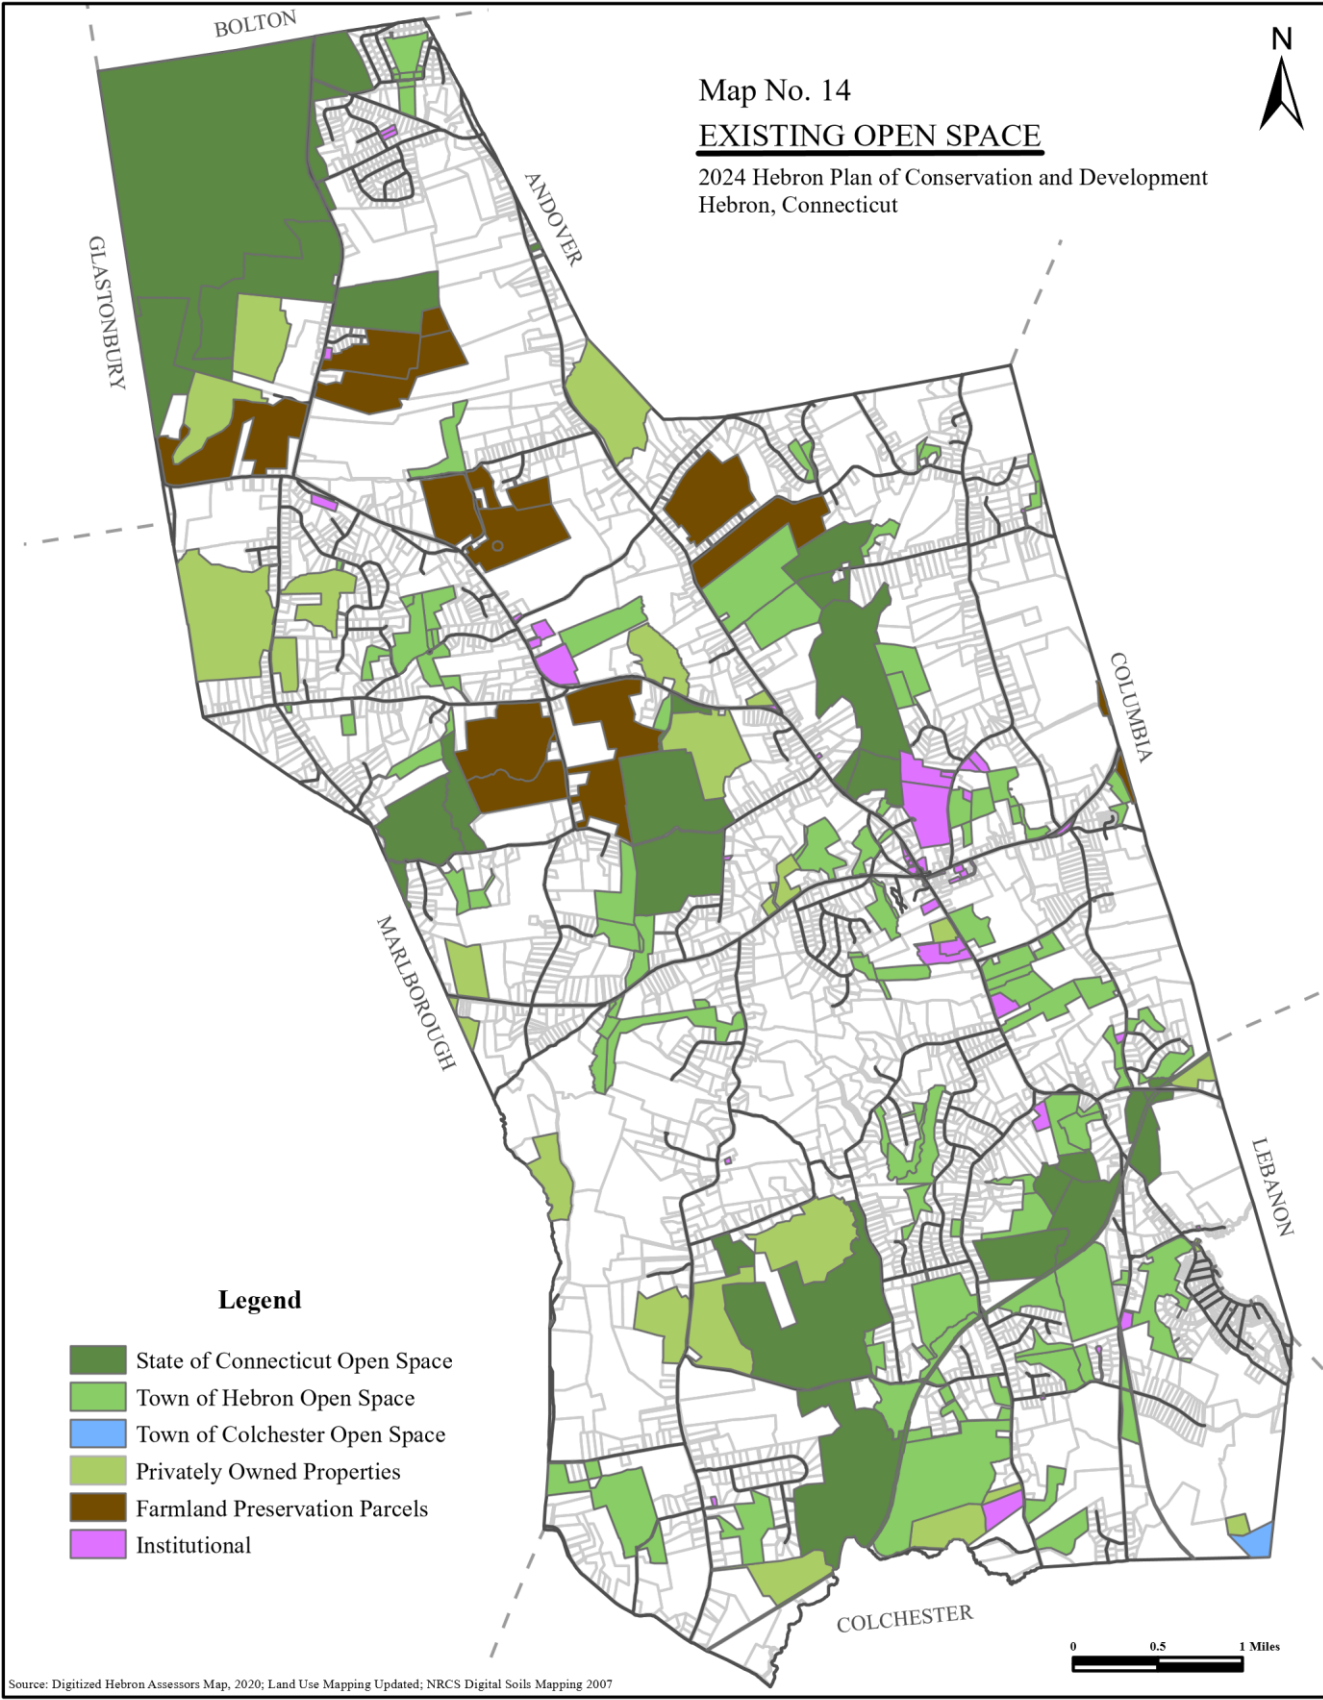 BOLTON
N
Map No. 14
EXISTING OPEN SPACE
2024 Hebron Plan of Conservation and Development
Hebron, Connecticut
ANDOVER
GLASTONBURY
COLUMBIA
MARLBOROUGH
LEBANON
Legend
State of Connecticut Open Space
Town of Hebron Open Space
Town of Colchester Open Space
Privately Owned Properties
Farmland Preservation Parcels
Institutional
COLCHESTER
0 0.5 1 Miles
Source: Digitized Hebron Assessors Map, 2020; Land Use Mapping Updated; NRCS Digital Soils Mapping 2007